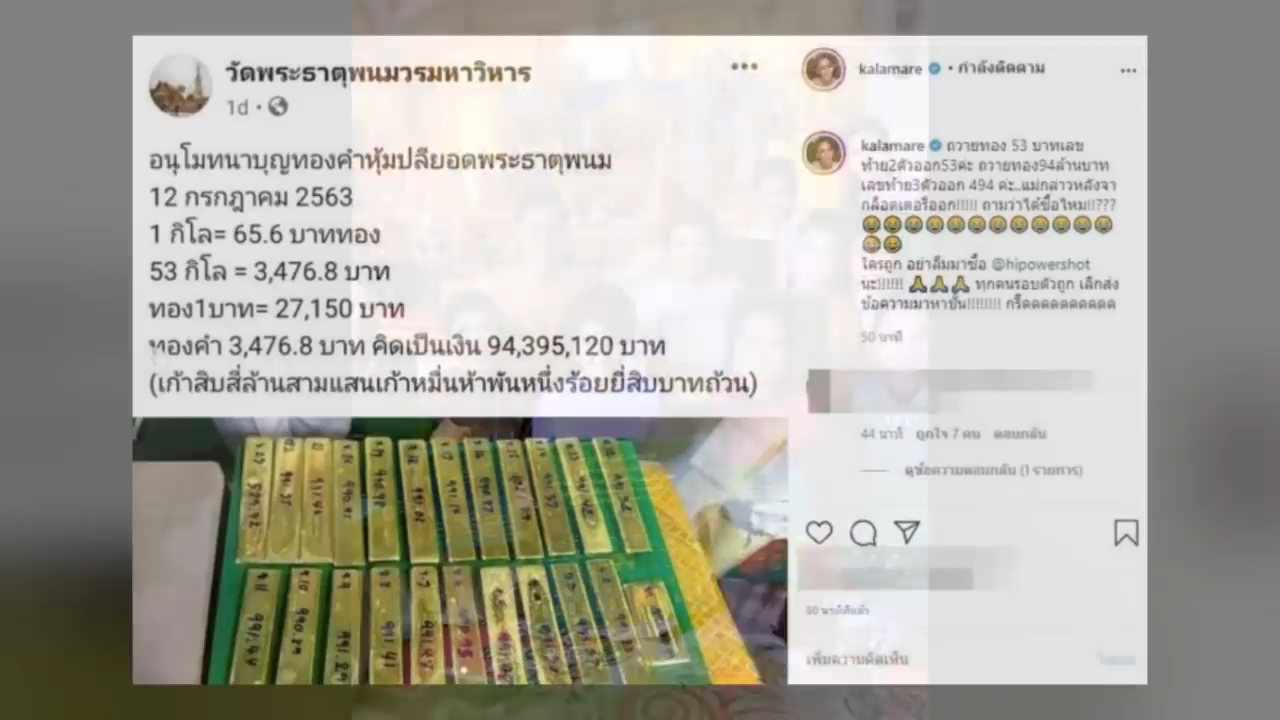 วัดพระธาตุพนมวรมหาวิหาร
1d
อนุโมทนาบุญทองคำหุ้มปลียอดพระธาตุพนม
12 กรกฎาคม 2563
1 กิโล= 65.6 บาททอง
53 กิโล = 3,476.8 บาท
ทอง1บาท= 27,150 บาท
ทองคำ 3,476.8 บาท คิดเป็นเงิน 94,395,120 บาท
(เก้าสิบสี่ล้านสามแสนเก้าหมื่นห้าพันหนึ่งร้อยยี่สิบบาทถ้วน)
kalamare • กำลังติดตาม
kalamare ถวายทอง 53 บาทเลข
ท้าย2ตัวออก53ค่ะ ถวายทอง94ล้านบาท
เลขท้าย3ตัวออก 494 ค่ะ..แม่กล่าวหลังจา
กล็อตเตอรี่ออก!!!!! ถามว่าได้ซื้อไหม!!???
😂😂😂😂😂😂😂😂😂😂😂😂
😂😂
ใครถูก อย่าลืมมาซื้อ @hipowershot
นะ!!!!!! 🙏🙏🙏 ทุกคนรอบตัวถูก เลิกส่ง
ข้อความมาหาชั้น!!!!!!!! กรี๊ดดดดดดดดดดด
50 นาที
44 นาที ถูกใจ 7 คน ตอบกลับ
ดูข้อความตอบกลับ (1 รายการ)
50 นาทีที่แล้ว
เพิ่มความคิดเห็น